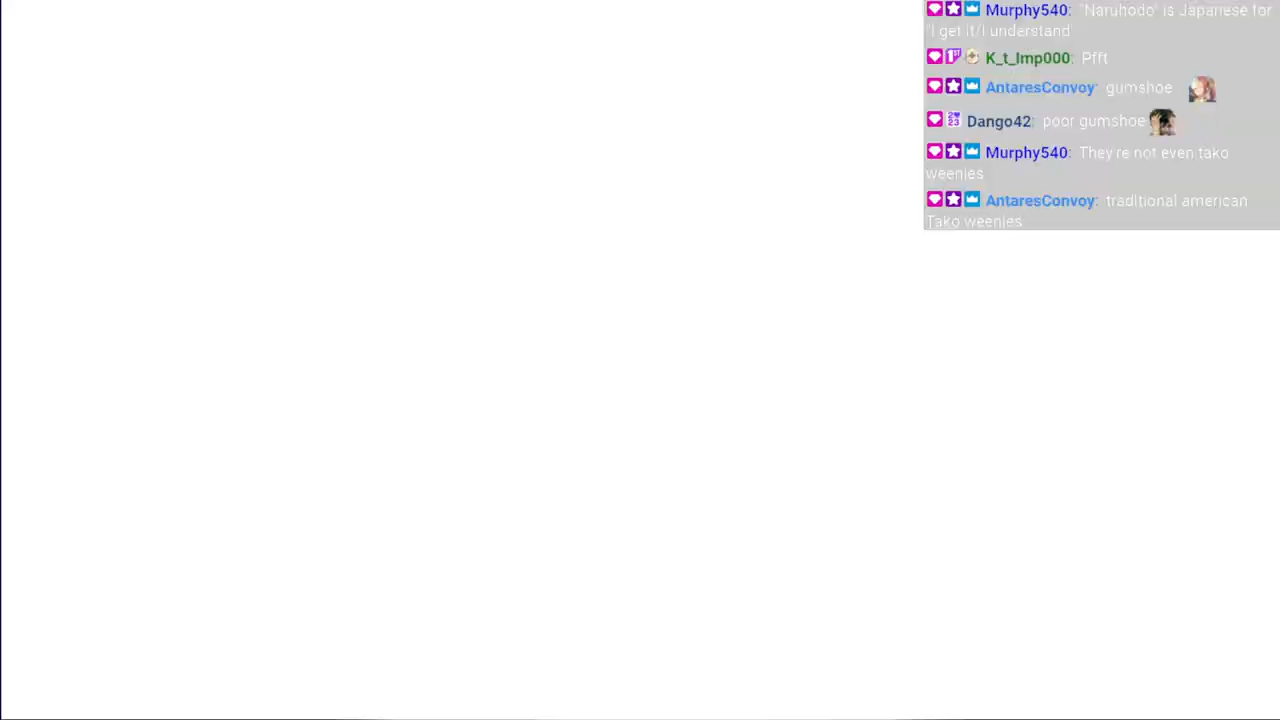 Murphy540: "Naruhodo" is Japanese for
"I get it/I understand"
K_t_Imp000: Pfft
AntaresConvoy: gumshoe
Dango42: poor gumshoe
Murphy540: They're not even tako
weenies
AntaresConvoy: traditional american
Tako weenies